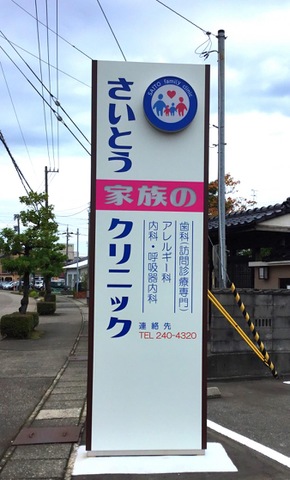 SAITO family clinic
さいとう
家族の
クリニック
内科・呼吸器内科
アレルギー科
歯科(訪問診療専門)
連絡先
TEL 240-4320